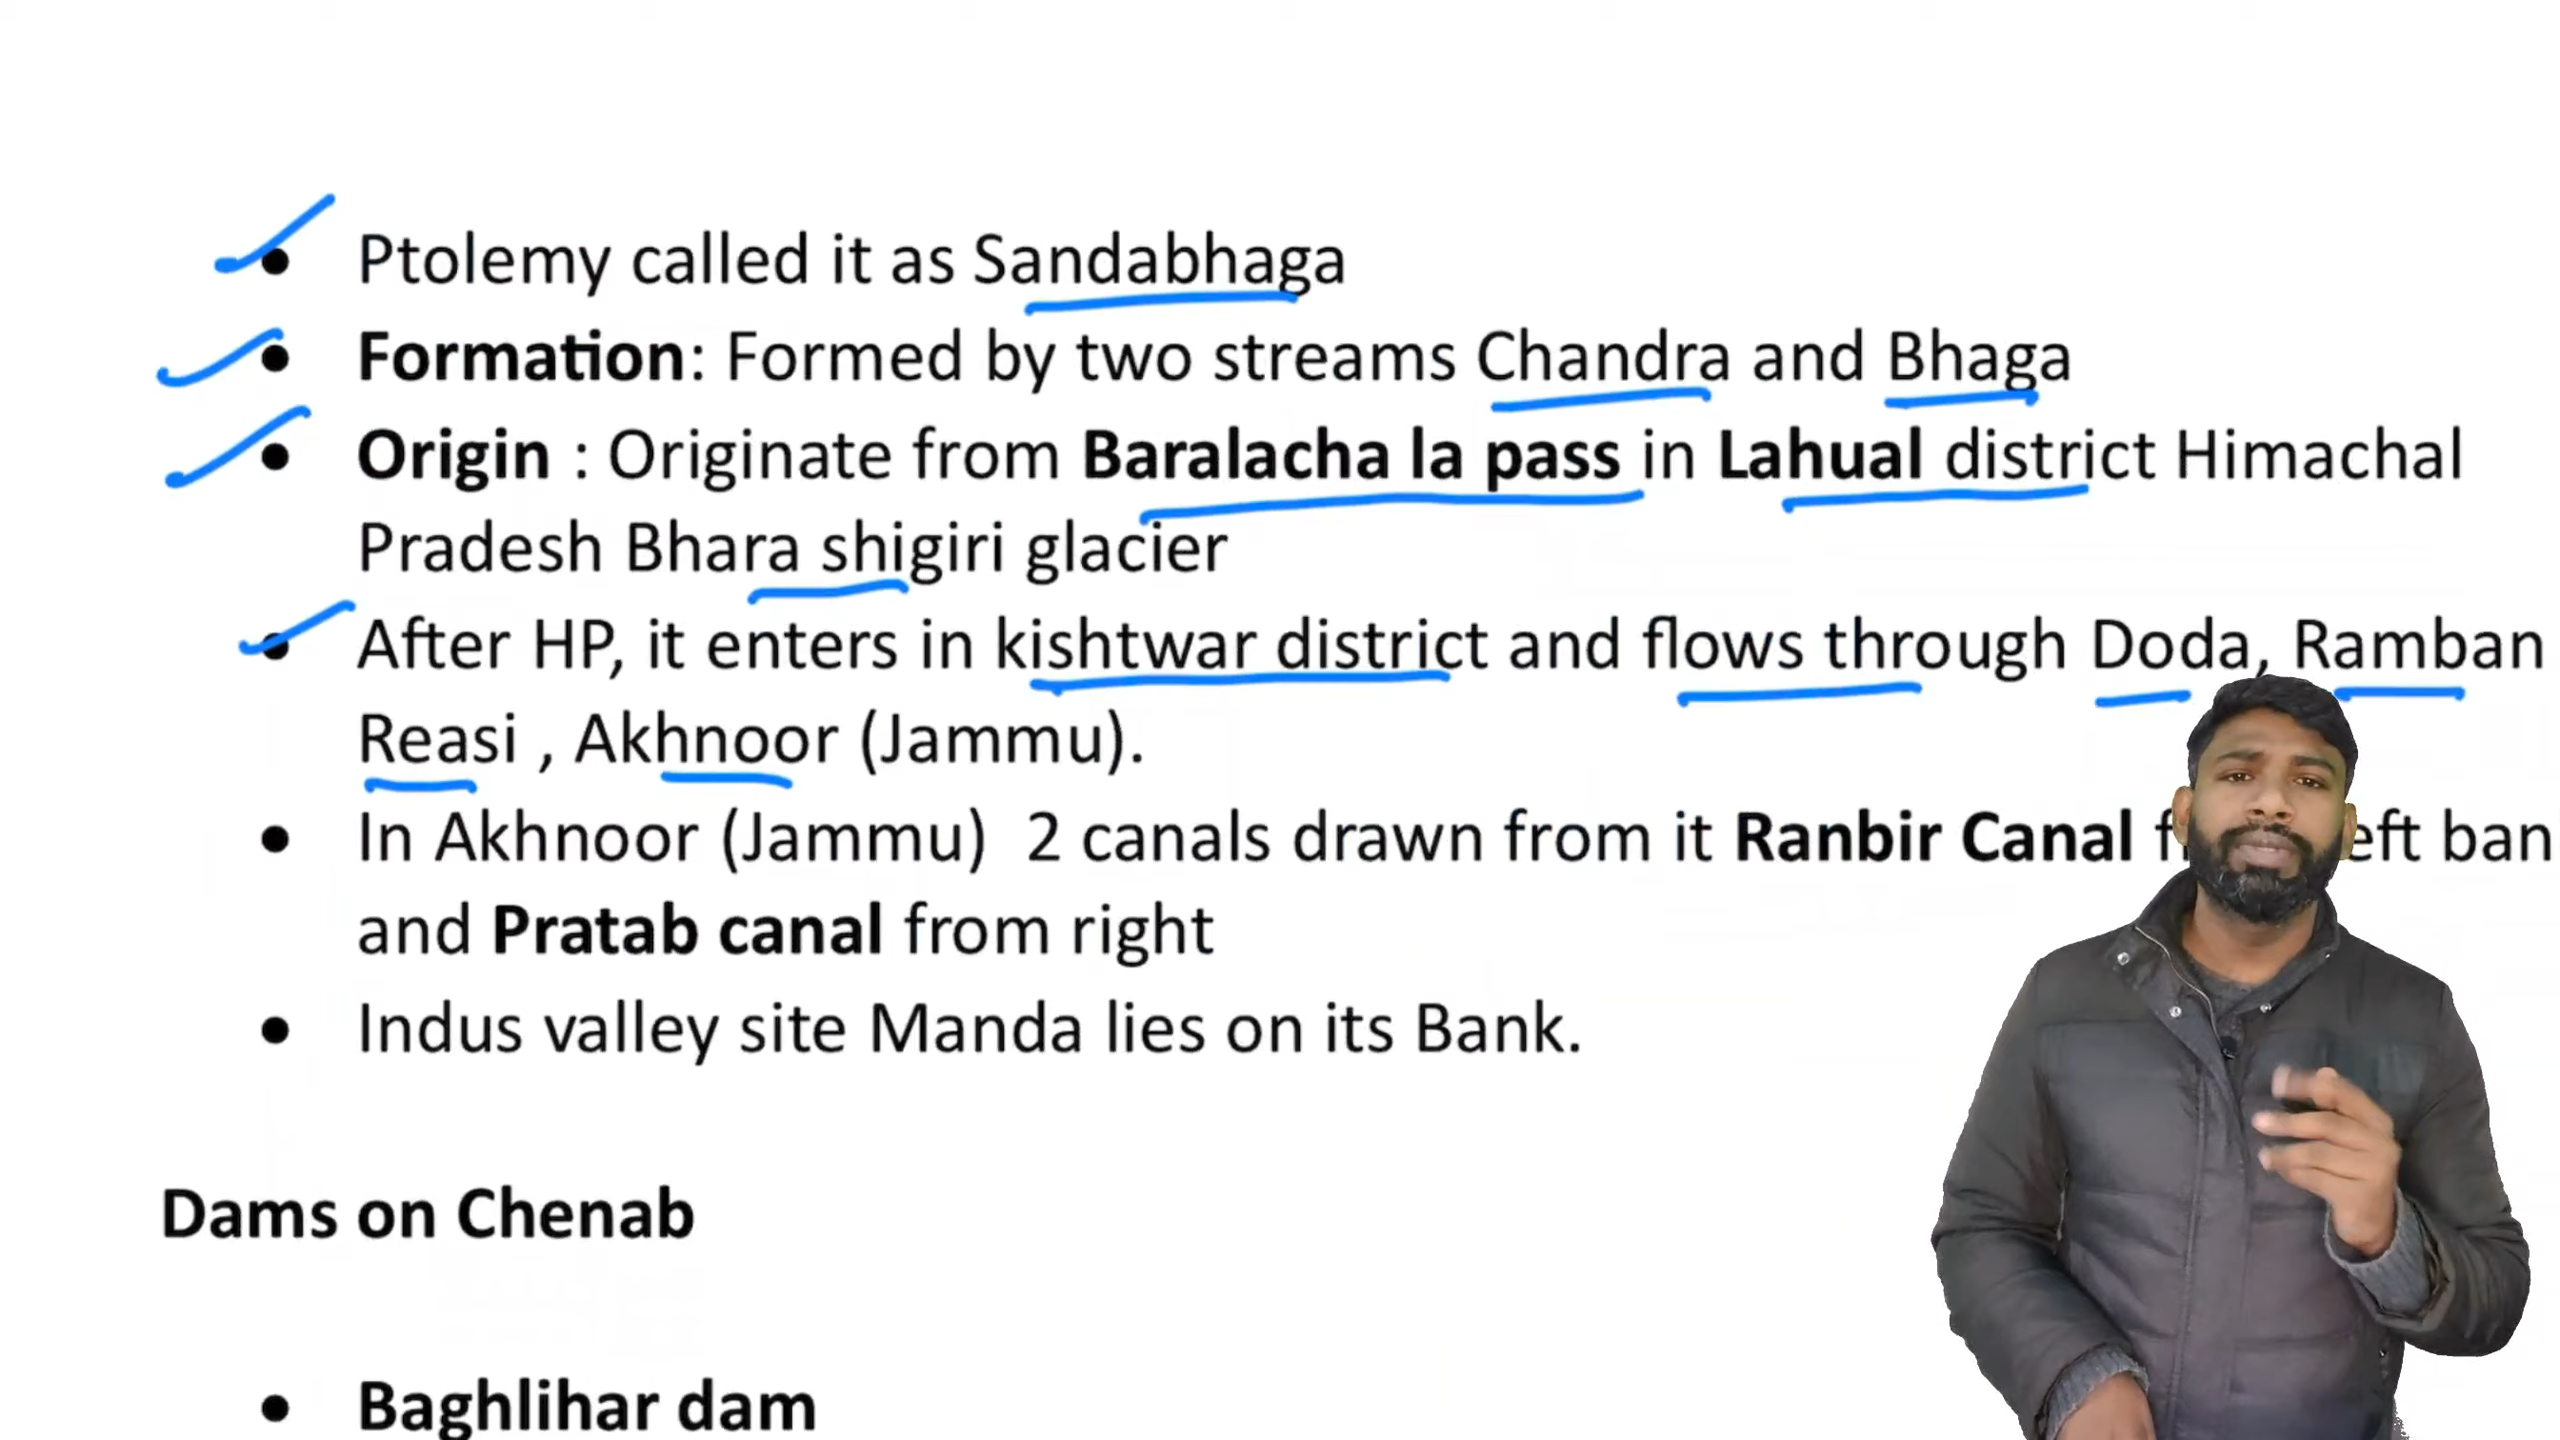 • Ptolemy called it as Sandabhaga
• Formation: Formed by two streams Chandra and Bhaga
• Origin : Originate from Baralacha la pass in Lahual district Himachal
Pradesh Bhara shigiri glacier
• After HP, it enters in kishtwar district and flows through Doda, Ramban
Reasi , Akhnoor (Jammu).
• In Akhnoor (Jammu) 2 canals drawn from it Ranbir Canal
and Pratab canal from right
• Indus valley site Manda lies on its Bank.
Dams on Chenab
• Baghlihar dam